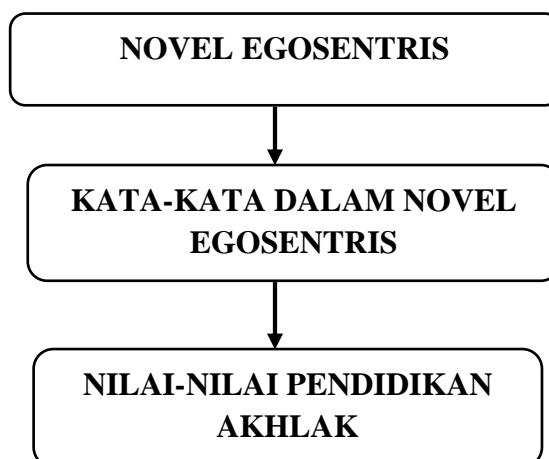 NOVEL EGOSENTRIS
KATA-KATA DALAM NOVEL
EGOSENTRIS
NILAI-NILAI PENDIDIKAN
AKHLAK